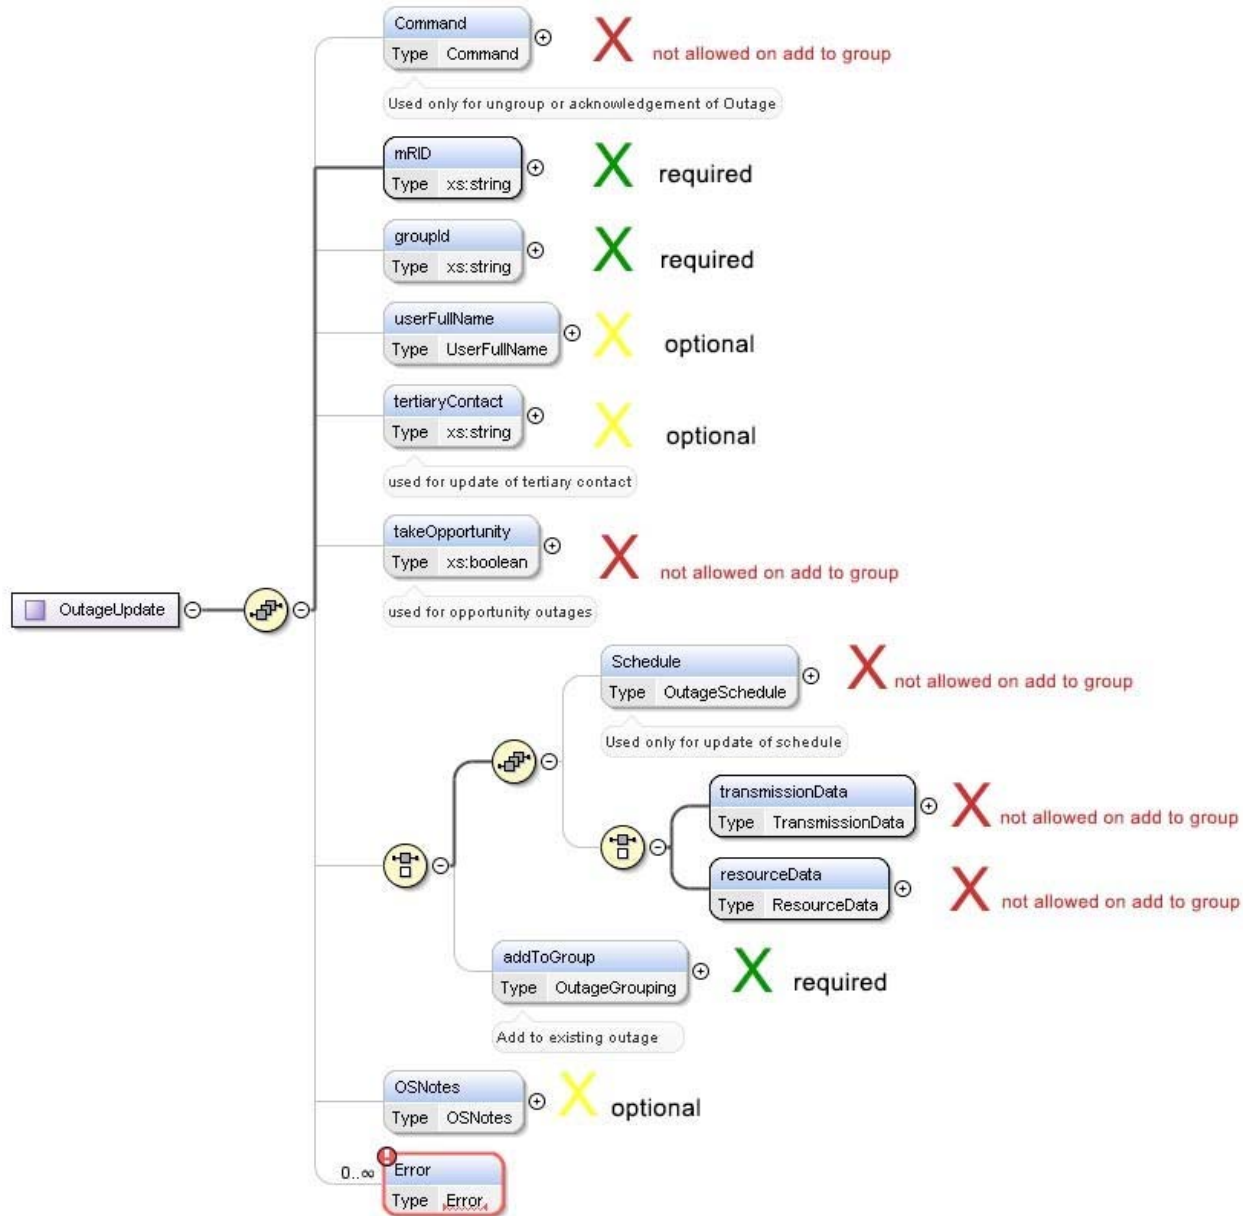 Command
Type Command
not allowed on add to group
Used only for ungroup or acknowledgement of Outage
mRID
Type xs:string
X required
groupId
Type xs:string
X required
userFullName
Type UserFullName
X optional
tertiaryContact
Type xs:string
X optional
used for update of tertiary contact
takeOpportunity
Type xs:boolean
X not allowed on add to group
used for opportunity outages
OutageUpdate
Schedule
Type OutageSchedule
X not allowed on add to group
Used only for update of schedule
transmissionData
Type TransmissionData
X not allowed on add to group
resourceData
Type ResourceData
X not allowed on add to group
addToGroup
Type OutageGrouping
X required
Add to existing outage
OSNotes
Type OSNotes
X optional
0..∞ Error
Type Error